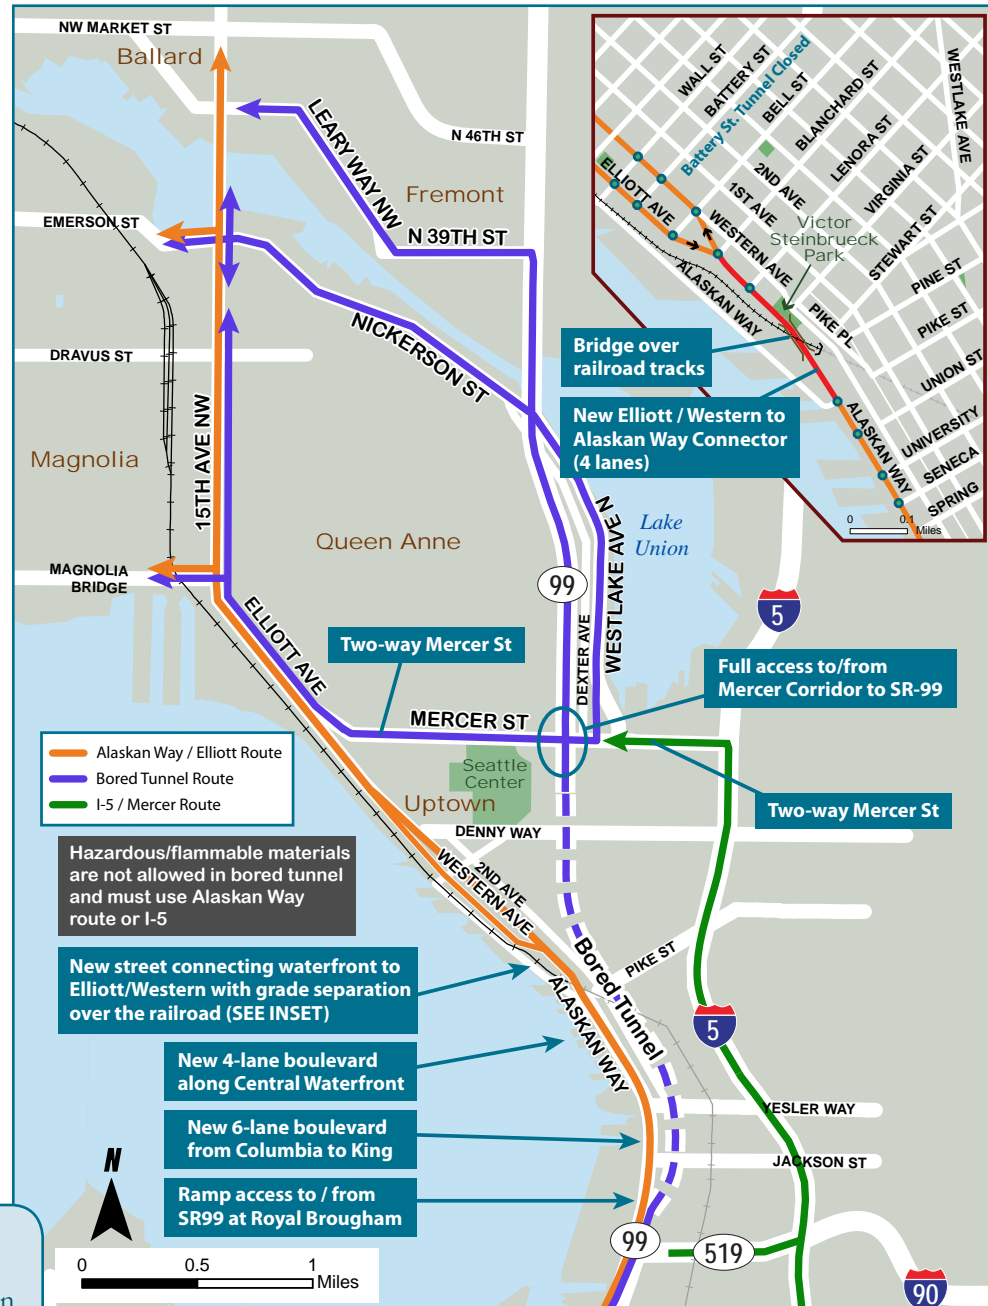 NW MARKET ST
Ballard
LEARY WAY NW
N 46TH ST
Fremont
EMERSON ST
N 39TH ST
NICKERSON ST
DRAVUS ST
15TH AVE NW
Magnolia
Queen Anne
Lake
Union
WESTLAKE AVE N
99
MAGNOLIA
BRIDGE
ELLIOTT AVE
DEXTER AVE
5
Two-way Mercer St
Full access to/from
Mercer Corridor to SR-99
MERCER ST
Alaskan Way / Elliott Route
Bored Tunnel Route
I-5 / Mercer Route
Seattle
Center
Uptown
Two-way Mercer St
DENNY WAY
Hazardous/flammable materials
are not allowed in bored tunnel
and must use Alaskan Way
route or I-5
2ND AVE
WESTERN AVE
PIKE ST
Bored Tunnel
New street connecting waterfront to
Elliott/Western with grade separation
over the railroad (SEE INSET)
ALASKAN WAY
5
New 4-lane boulevard
along Central Waterfront
YESLER WAY
New 6-lane boulevard
from Columbia to King
JACKSON ST
N
Ramp access to / from
SR99 at Royal Brougham
99
519
90
0 0.5 1
Miles
n
WALL ST
BATTERY ST
Battery St. Tunnel Closed
BELL ST
BLANCHARD ST
WESTLAKE AVE
LENORA ST
VIRGINIA ST
2ND AVE
1ST AVE
ELLIOTT AVE
WESTERN AVE
Victor
Steinbrueck
Park
STEWART ST
ALASKAN WAY
PINE ST
PIKE PL
PIKE ST
Bridge over
railroad tracks
UNION ST
New Elliott / Western to
Alaskan Way Connector
(4 lanes)
ALASKAN WAY
UNIVERSITY
SENECA
SPRING
0 0.1
Miles